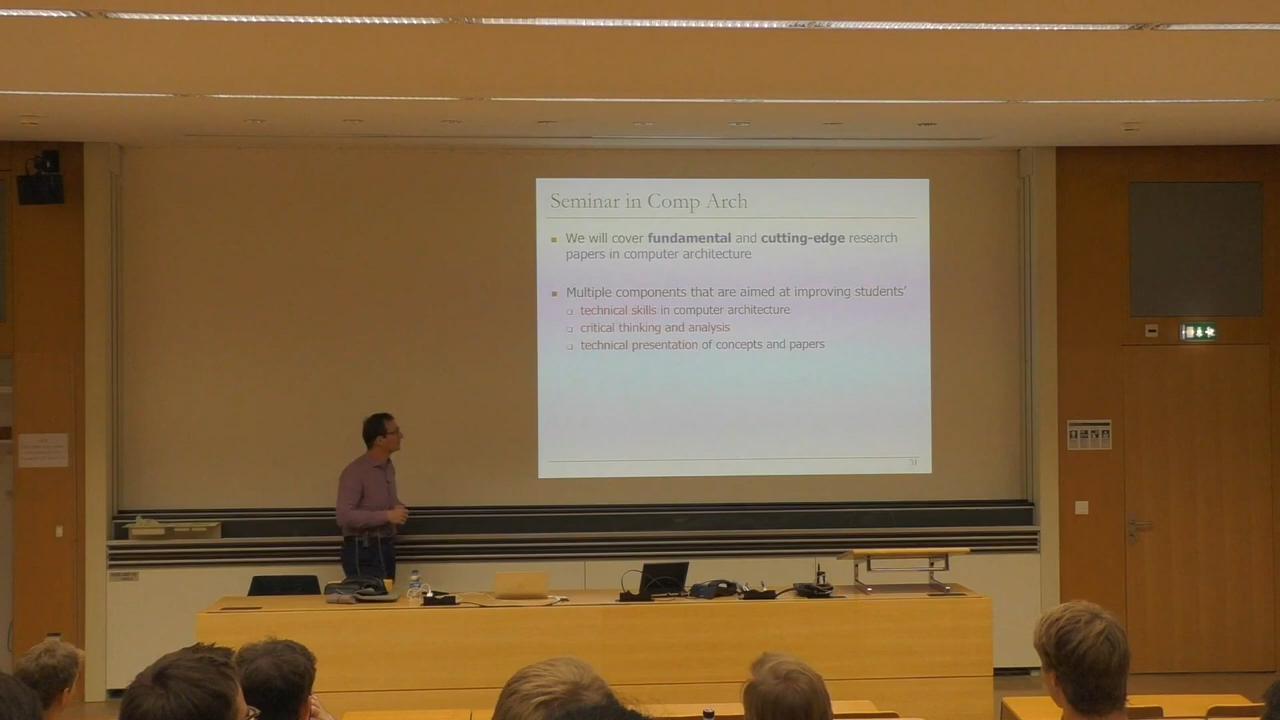 Seminar in Comp Arch
We will cover fundamental and cutting-edge research
papers in computer architecture
Multiple components that are aimed at improving students'
technical skills in computer architecture
critical thinking and analysis
technical presentation of concepts and papers